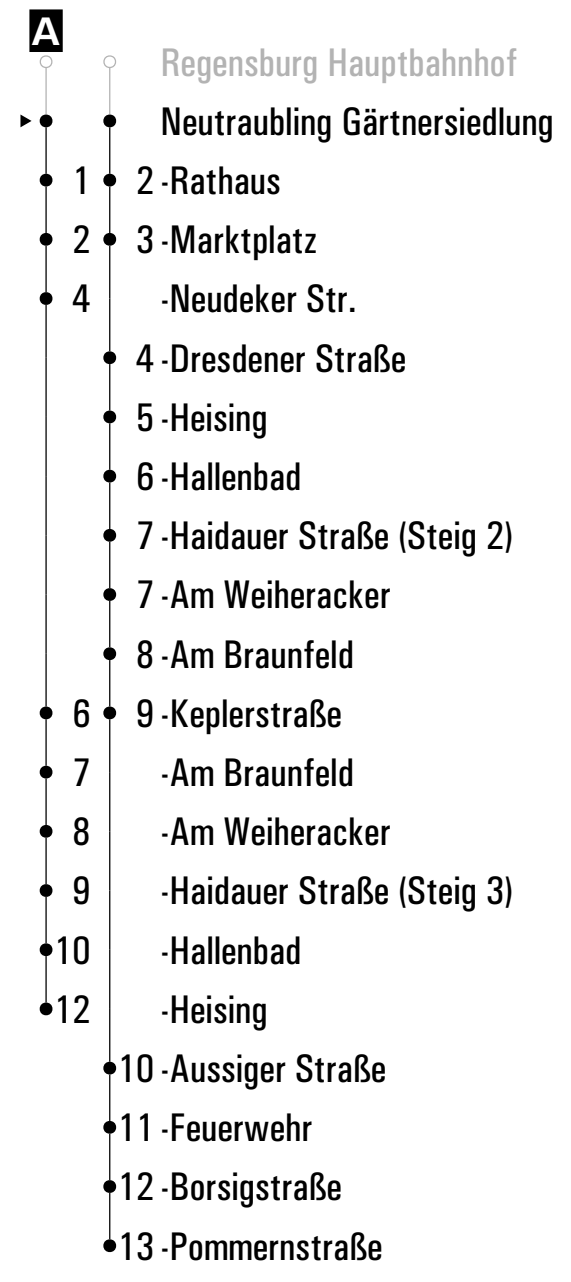 A
Regensburg Hauptbahnhof
Neutraubling Gärtnersiedlung
1 2 -Rathaus
2 3 -Marktplatz
4 -Neudeker Str.
4 -Dresdener Straße
5 -Heising
6 -Hallenbad
7 -Haidauer Straße (Steig 2)
7 -Am Weiheracker
8 -Am Braunfeld
6 9 -Keplerstraße
7 -Am Braunfeld
8 -Am Weiheracker
9 -Haidauer Straße (Steig 3)
10 -Hallenbad
12 -Heising
10 -Aussiger Straße
11 -Feuerwehr
12 -Borsigstraße
13 -Pommernstraße